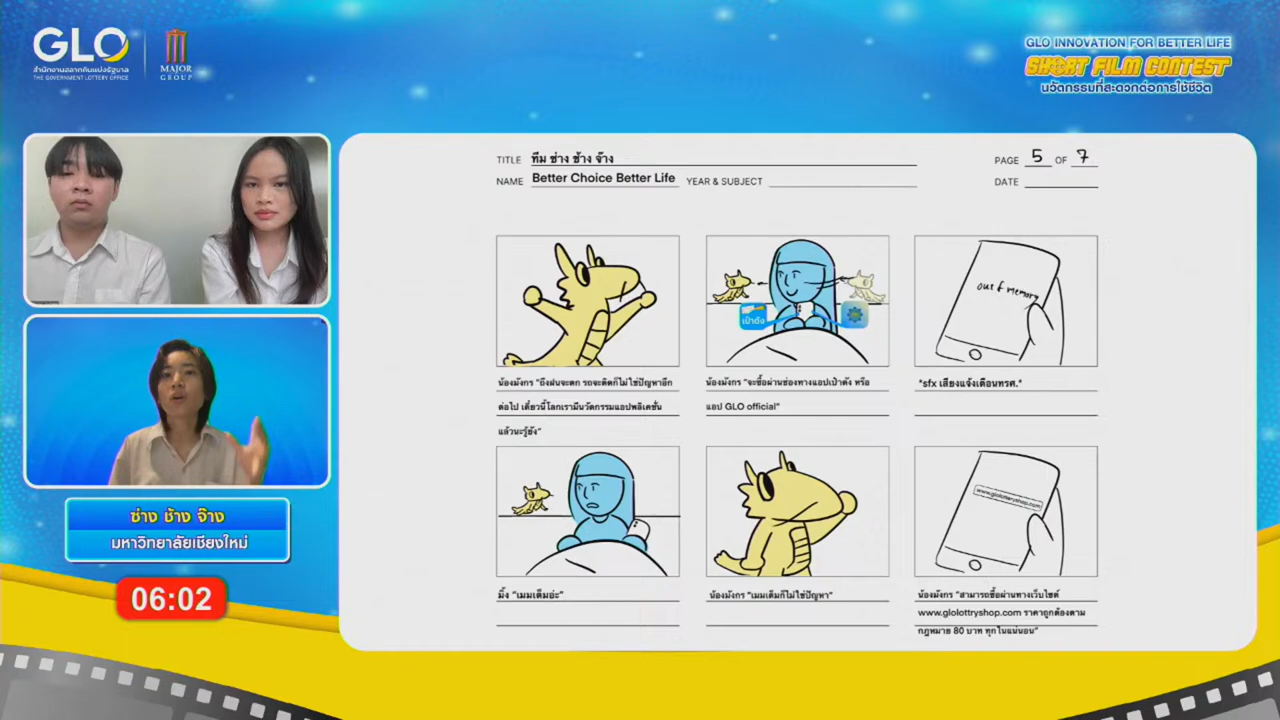 GLO
สำนักงานสลากกินแบ่งรัฐบาล
THE GOVERNMENT LOTTERY OFFICE
MAJOR
GROUP
GLO INNOVATION FOR BETTER LIFE
SHORT FILM CONTEST
นวัตกรรมที่สะดวกต่อการใช้ชีวิต
TITLE ทีม ช่าง ช้าง จ๊าง
PAGE 5 OF 7
NAME Better Choice Better Life YEAR & SUBJECT
DATE
เป๋าตัง
out of memory
น้องมังกร "ถึงฝนจะตก รถจะติดก็ไม่ใช่ปัญหาอีก
ต่อไป เดี๋ยวนี้โลกเรามีนวัตกรรมแอปพลิเคชั่น
แล้วนะรู้ยัง"
น้องมังกร "จะซื้อผ่านช่องทางแอปเป๋าตัง หรือ
แอป GLO official"
*sfx เสียงแจ้งเตือนทรศ.*
www.glolotteryshop.com
มิ้ง "เมมเต็มอ่ะ"
น้องมังกร "เมมเต็มก็ไม่ใช่ปัญหา"
น้องมังกร "สามารถซื้อผ่านทางเว็บไซต์
www.glolottryshop.com ราคาถูกต้องตาม
กฎหมาย 80 บาท ทุกใบแน่นอน"
ช่าง ช้าง จ๊าง
มหาวิทยาลัยเชียงใหม่
06:02